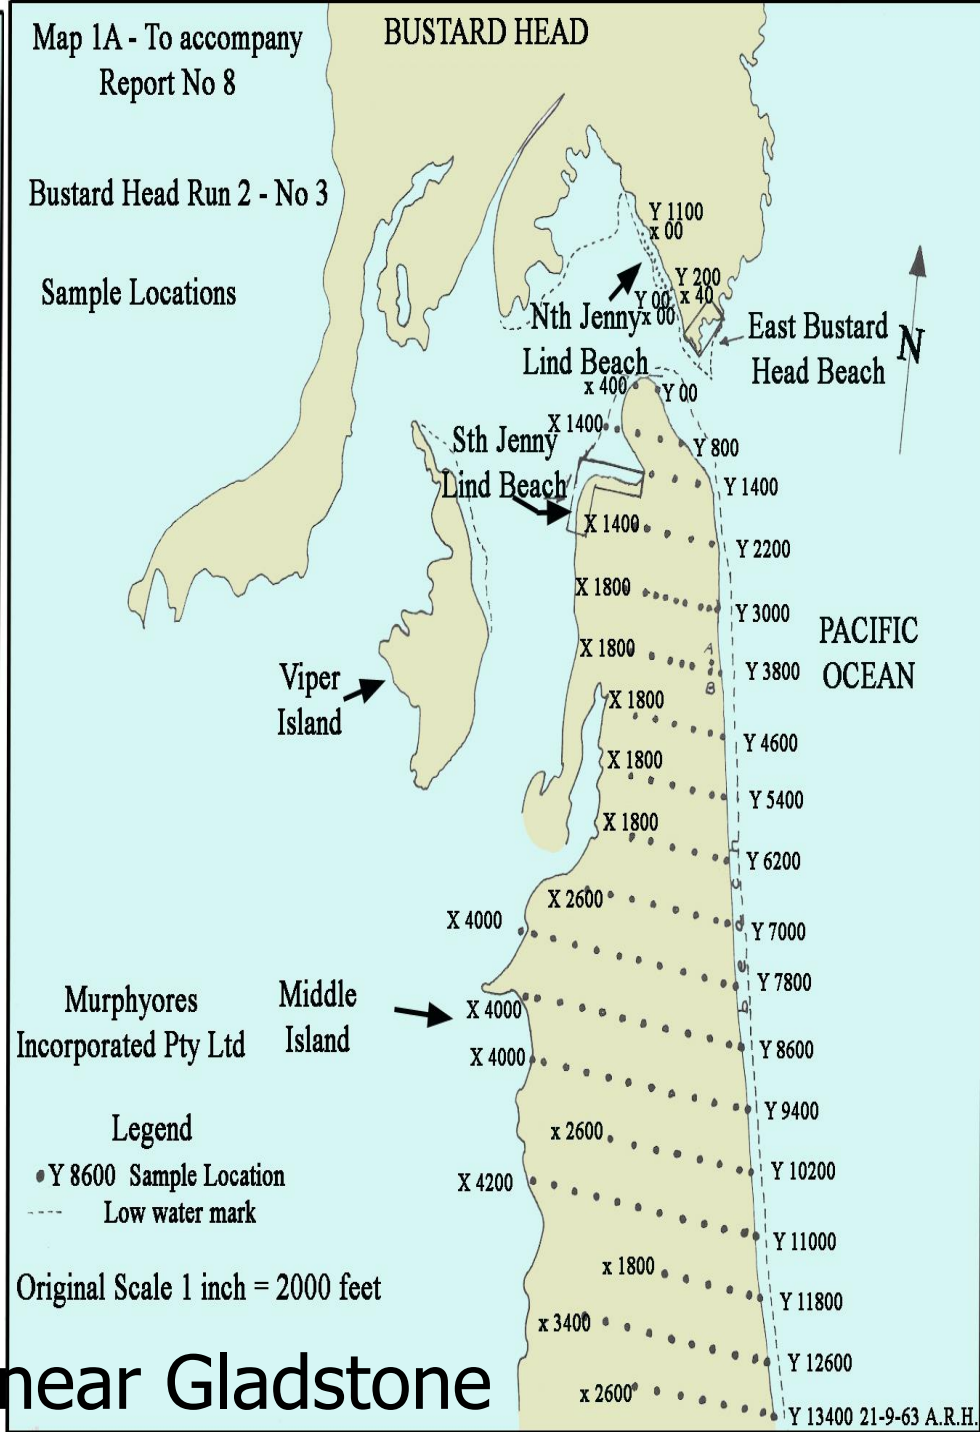 Map 1A - To accompany
Report No 8
BUSTARD HEAD
Bustard Head Run 2 - No 3
Sample Locations
Y 1100
x 00
Y 200
x 40
Y 00
x 00
Nth Jenny
Lind Beach
East Bustard
Head Beach
N
x 400
Y 00
X 1400
Y 800
Sth Jenny
Lind Beach
Y 1400
X 1400
Y 2200
X 1800
Y 3000
PACIFIC
OCEAN
X 1800
A
B
Y 3800
Viper
Island
X 1800
Y 4600
X 1800
Y 5400
X 1800
Y 6200
X 2600
Y 7000
X 4000
Y 7800
beach
Murphyores
Incorporated Pty Ltd
Middle
Island
X 4000
Y 8600
X 4000
Y 9400
Legend
Y 8600 Sample Location
Low water mark
x 2600
Y 10200
X 4200
Y 11000
Original Scale 1 inch = 2000 feet
x 1800
Y 11800
x 3400
Y 12600
near Gladstone
x 2600
Y 13400 21-9-63 A.R.H.